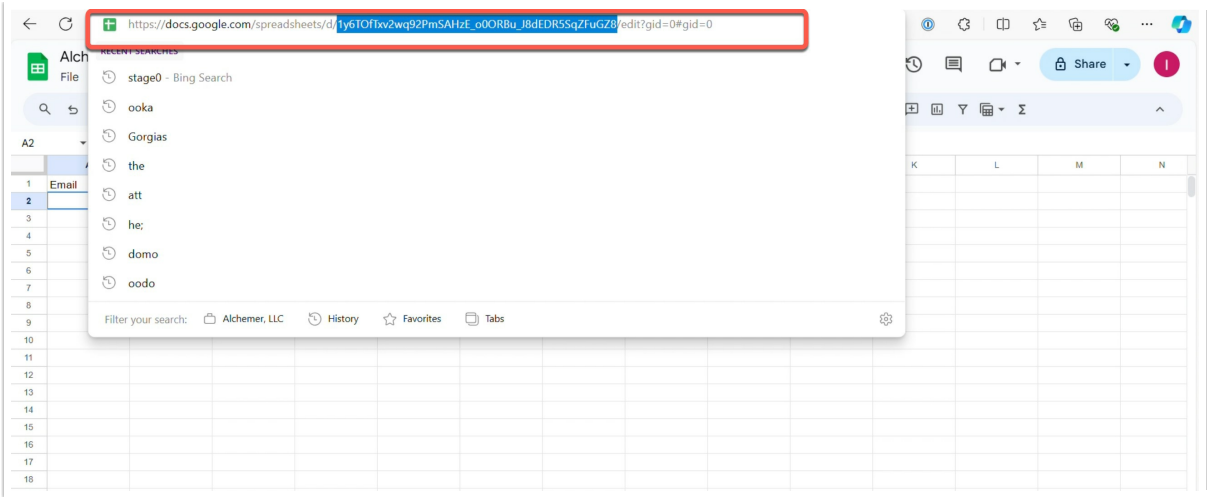 https://docs.google.com/spreadsheets/d/1y6TOfIxv2wq92PmSAHzE_o0ORBu_J8dEDR5SqZFuGZ8/edit?gid=0#gid=0
Alch
RECENT SEARCHES
File
stage0 - Bing Search
Share
I
ooka
Gorgias
A2
the
K L M N
1 Email
att
2
3
he;
4
5
domo
6
oodo
7
8
Filter your search: Alchemer, LLC History Favorites Tabs
9
10
11
12
13
14
15
16
17
18